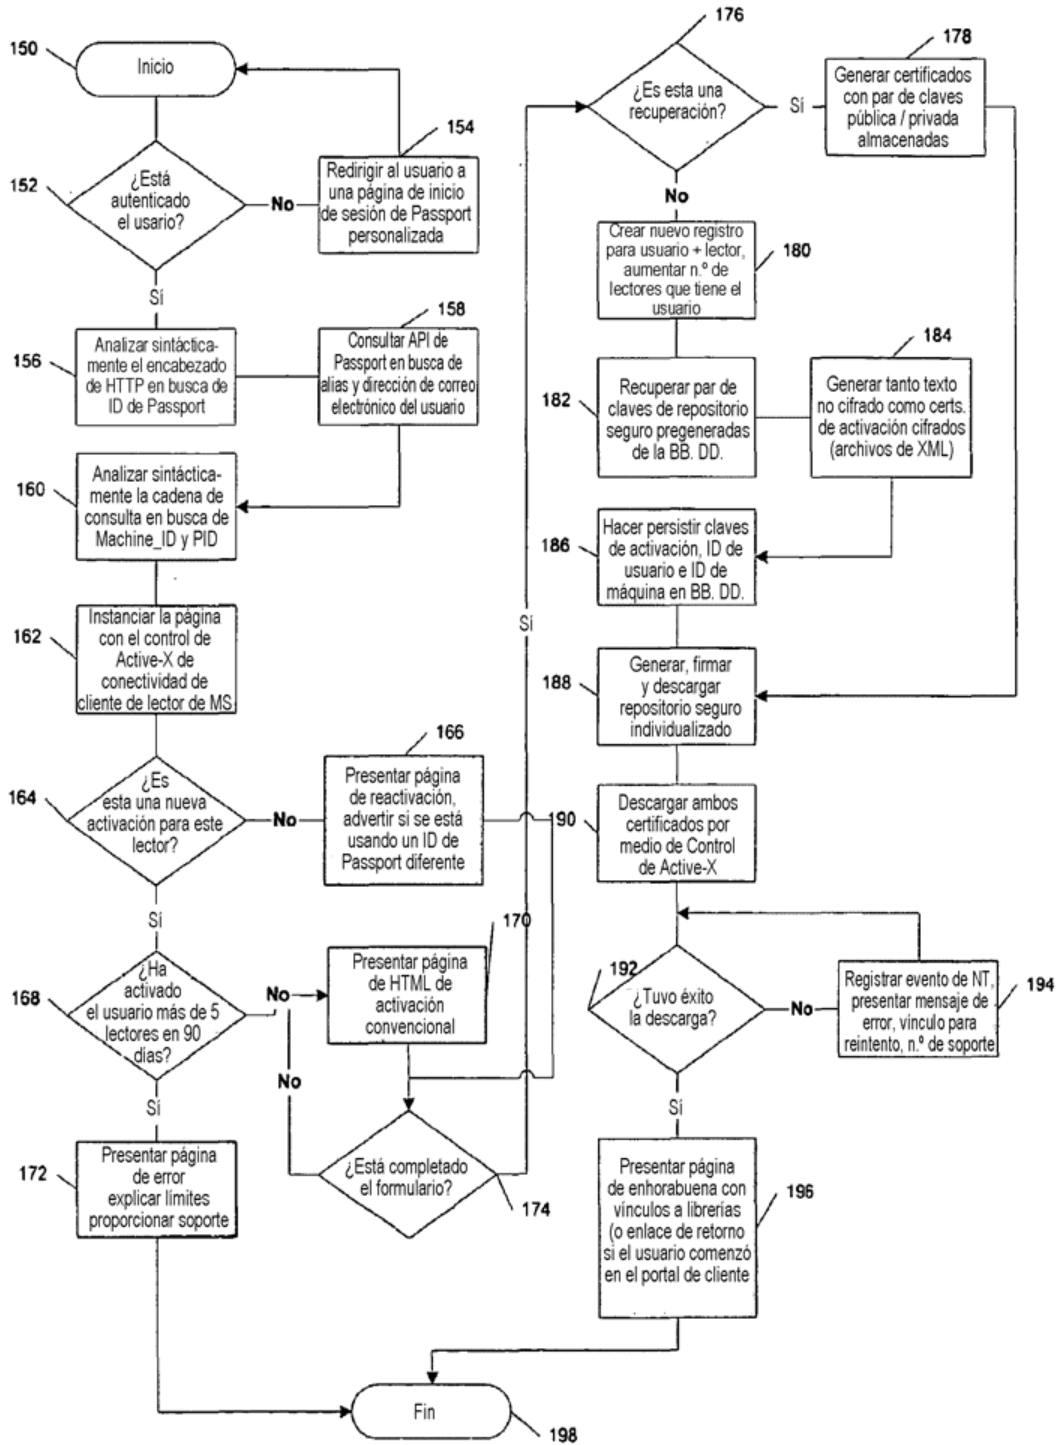 150
Inicio
152
¿Está
autenticado
el usario?
No
154
Redirigir al usuario a
una página de inicio
de sesión de Passport
personalizada
Sí
156
Analizar sintáctica-
mente el encabezado
de HTTP en busca de
ID de Passport
158
Consultar API de
Passport en busca de
alias y dirección de correo
electrónico del usuario
160
Analizar sintáctica-
mente la cadena de
consulta en busca de
Machine_ID y PID
162
Instanciar la página
con el control de
Active-X de
conectividad de
cliente de lector de MS
164
¿Es
esta una nueva
activación para este
lector?
No
166
Presentar página
de reactivación,
advertir si se está
usando un ID de
Passport diferente
Sí
168
¿Ha
activado
el usuario más de 5
lectores en 90
días?
No
170
Presentar página
de HTML de
activación
convencional
No
Sí
172
Presentar página
de error
explicar límites
proporcionar soporte
¿Está completado
el formulario?
174
Sí
176
¿Es esta una
recuperación?
Sí
178
Generar certificados
con par de claves
pública / privada
almacenadas
No
180
Crear nuevo registro
para usuario + lector,
aumentar n.º de
lectores que tiene el
usuario
182
Recuperar par de
claves de repositorio
seguro pregeneradas
de la BB. DD.
184
Generar tanto texto
no cifrado como certs.
de activación cifrados
(archivos de XML)
186
Hacer persistir claves
de activación, ID de
usuario e ID de
máquina en BB. DD.
188
Generar, firmar
y descargar
repositorio seguro
individualizado
190
Descargar ambos
certificados por
medio de Control
de Active-X
192
¿Tuvo éxito
la descarga?
No
194
Registrar evento de NT,
presentar mensaje de
error, vínculo para
reintento, n.º de soporte
Sí
196
Presentar página
de enhorabuena con
vínculos a librerías
(o enlace de retorno
si el usuario comenzó
en el portal de cliente
Fin
198